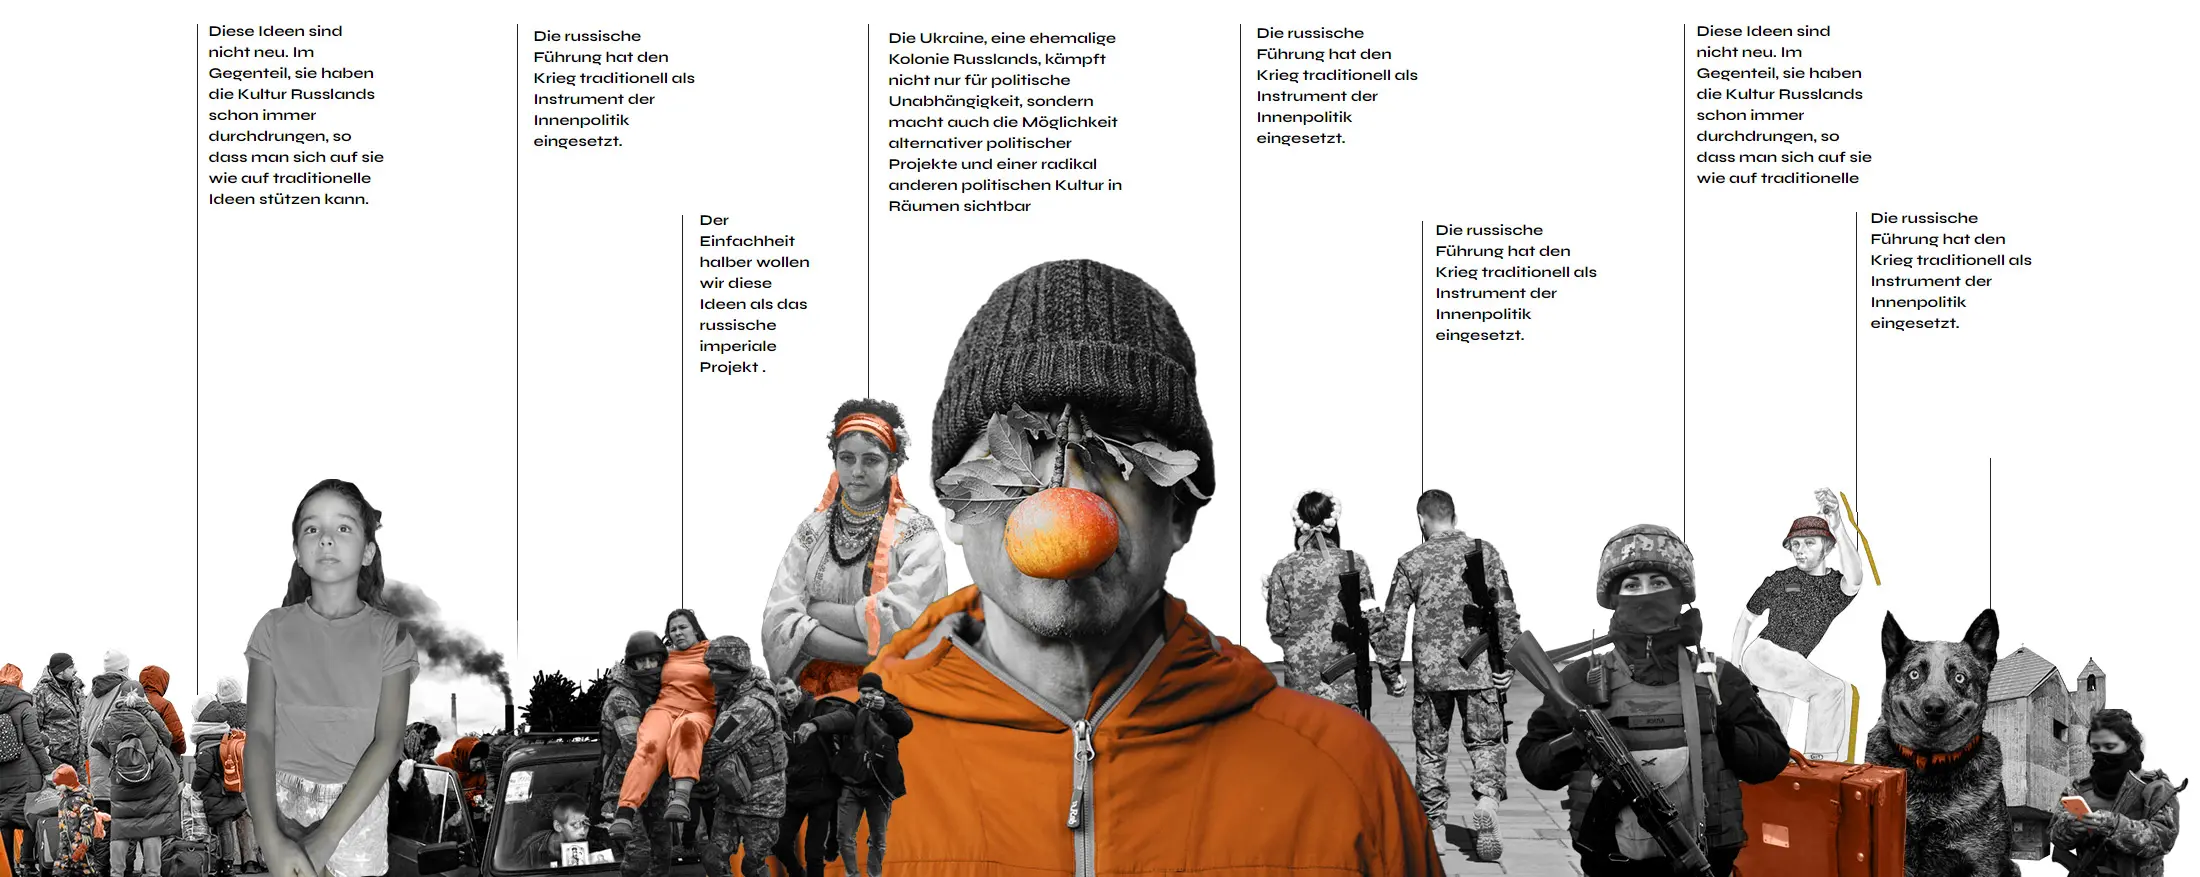 Diese Ideen sind
nicht neu. Im
Gegenteil, sie haben
die Kultur Russlands
schon immer
durchdrungen, so
dass man sich auf sie
wie auf traditionelle
Ideen stützen kann.
Die russische
Führung hat den
Krieg traditionell als
Instrument der
Innenpolitik
eingesetzt.
Der
Einfachheit
halber wollen
wir diese
Ideen als das
russische
imperiale
Projekt .
Die Ukraine, eine ehemalige
Kolonie Russlands, kämpft
nicht nur für politische
Unabhängigkeit, sondern
macht auch die Möglichkeit
alternativer politischer
Projekte und einer radikal
anderen politischen Kultur in
Räumen sichtbar
Die russische
Führung hat den
Krieg traditionell als
Instrument der
Innenpolitik
eingesetzt.
Die russische
Führung hat den
Krieg traditionell als
Instrument der
Innenpolitik
eingesetzt.
Diese Ideen sind
nicht neu. Im
Gegenteil, sie haben
die Kultur Russlands
schon immer
durchdrungen, so
dass man sich auf sie
wie auf traditionelle
Die russische
Führung hat den
Krieg traditionell als
Instrument der
Innenpolitik
eingesetzt.